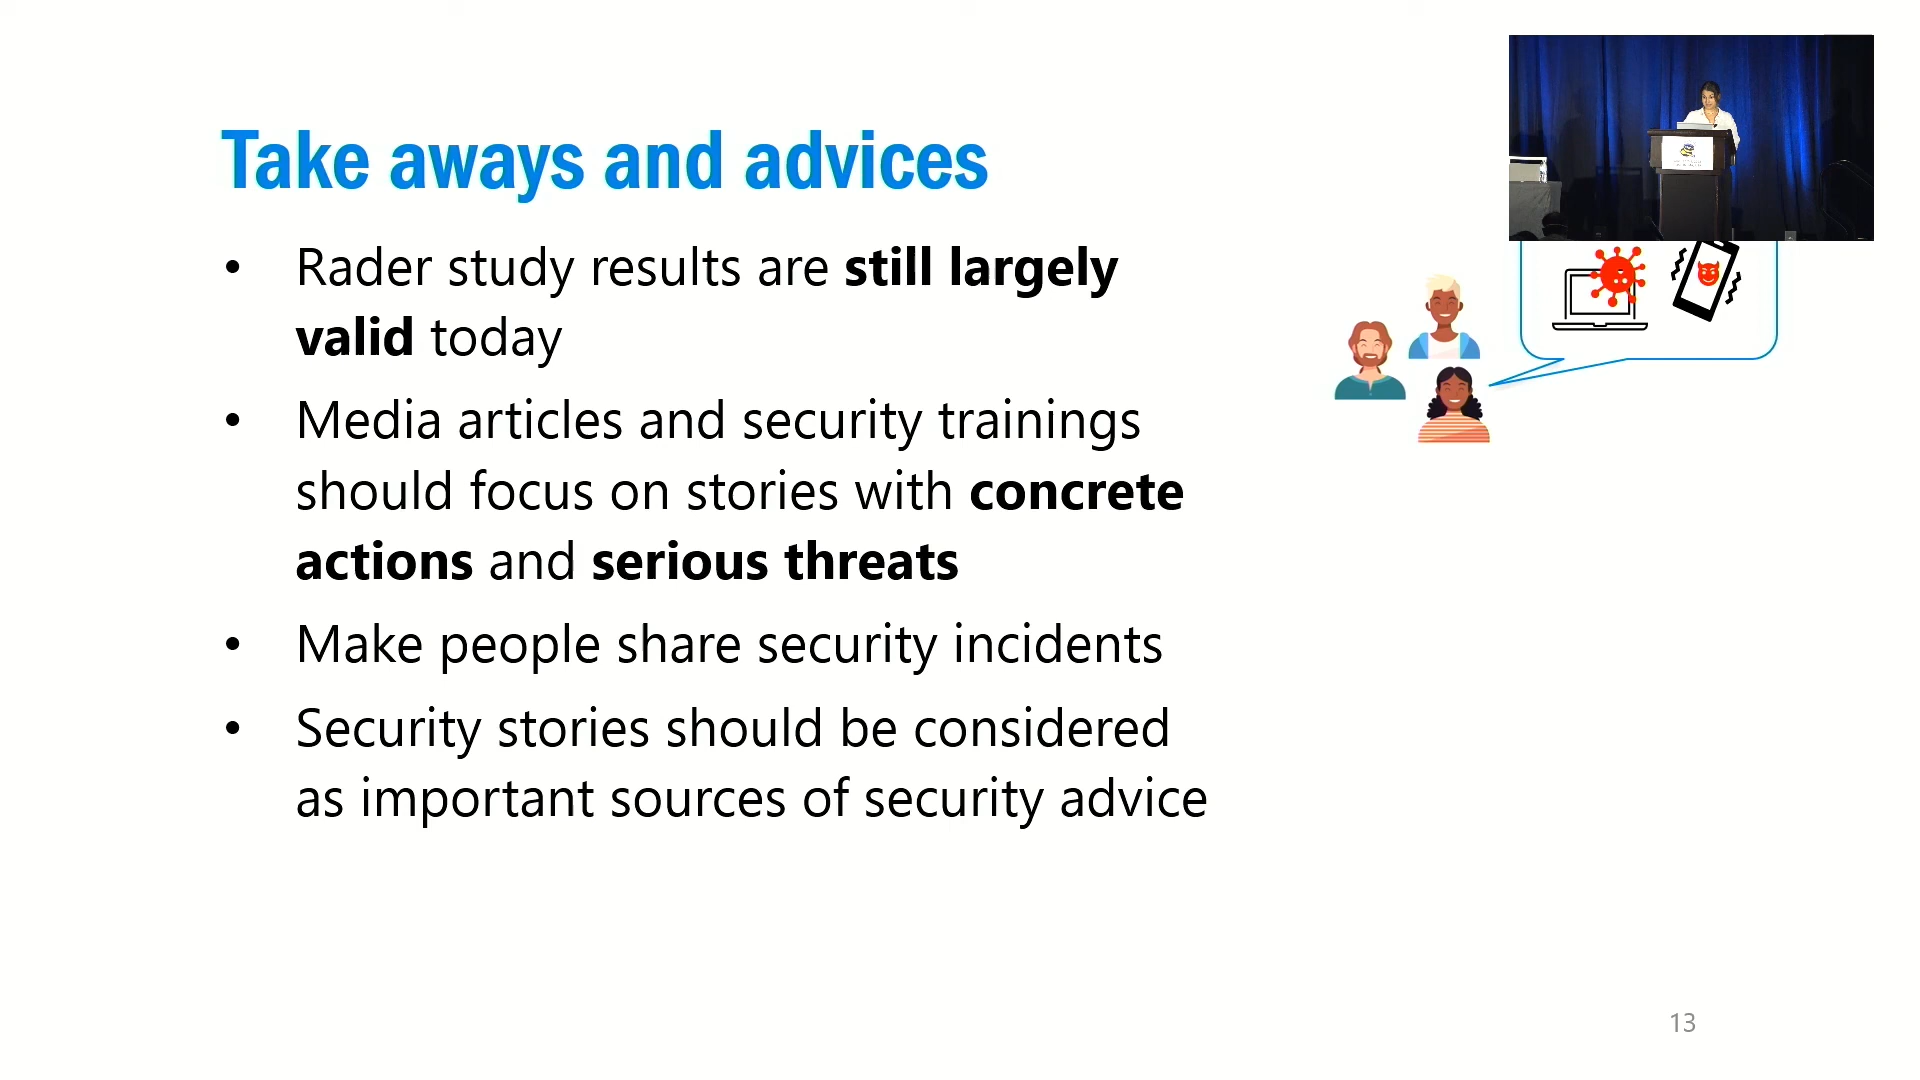 Take aways and advices
• Rader study results are still largely
valid today
• Media articles and security trainings
should focus on stories with concrete
actions and serious threats
• Make people share security incidents
• Security stories should be considered
as important sources of security advice
13